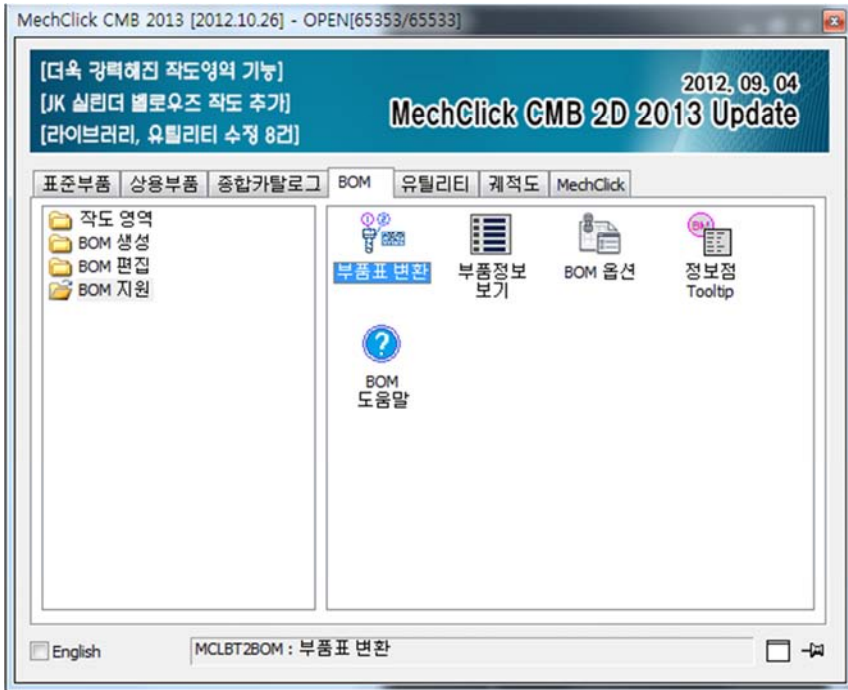 MechClick CMB 2013 [2012.10.26] - OPEN[65353/65533]
[더욱 강력해진 작도영역 기능]
[JK 실린더 벨로우즈 작도 추가]
[라이브러리, 유틸리티 수정 8건]
2012. 09. 04
MechClick CMB 2D 2013 Update
표준부품 상용부품 종합카탈로그 BOM 유틸리티 궤적도 MechClick
작도 영역
BOM 생성
BOM 편집
BOM 지원
부품표 변환
부품정보
보기
BOM 옵션
정보점
Tooltip
BOM
도움말
English
MCLBT2BOM : 부품표 변환